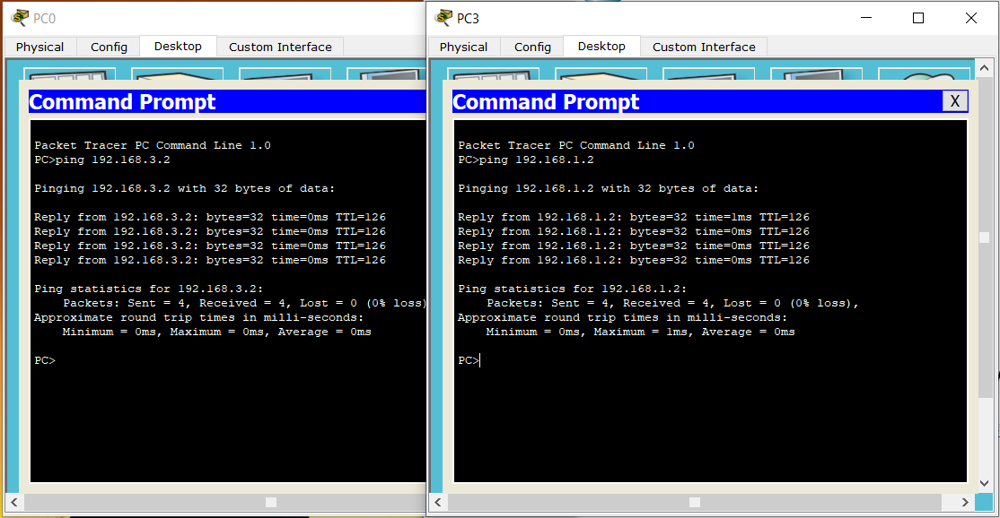 PC0
Physical Config Desktop Custom Interface
Command Prompt
Packet Tracer PC Command Line 1.0
PC>ping 192.168.3.2
Pinging 192.168.3.2 with 32 bytes of data:
Reply from 192.168.3.2: bytes=32 time=0ms TTL=126
Reply from 192.168.3.2: bytes=32 time=0ms TTL=126
Reply from 192.168.3.2: bytes=32 time=0ms TTL=126
Reply from 192.168.3.2: bytes=32 time=0ms TTL=126
Ping statistics for 192.168.3.2:
Packets: Sent = 4, Received = 4, Lost = 0 (0% loss)
Approximate round trip times in milli-seconds:
Minimum = 0ms, Maximum = 0ms, Average = 0ms
PC>
PC3
Physical Config Desktop Custom Interface
Command Prompt X
Packet Tracer PC Command Line 1.0
PC>ping 192.168.1.2
Pinging 192.168.1.2 with 32 bytes of data:
Reply from 192.168.1.2: bytes=32 time=1ms TTL=126
Reply from 192.168.1.2: bytes=32 time=0ms TTL=126
Reply from 192.168.1.2: bytes=32 time=0ms TTL=126
Reply from 192.168.1.2: bytes=32 time=0ms TTL=126
Ping statistics for 192.168.1.2:
Packets: Sent = 4, Received = 4, Lost = 0 (0% loss),
Approximate round trip times in milli-seconds:
Minimum = 0ms, Maximum = 1ms, Average = 0ms
PC>